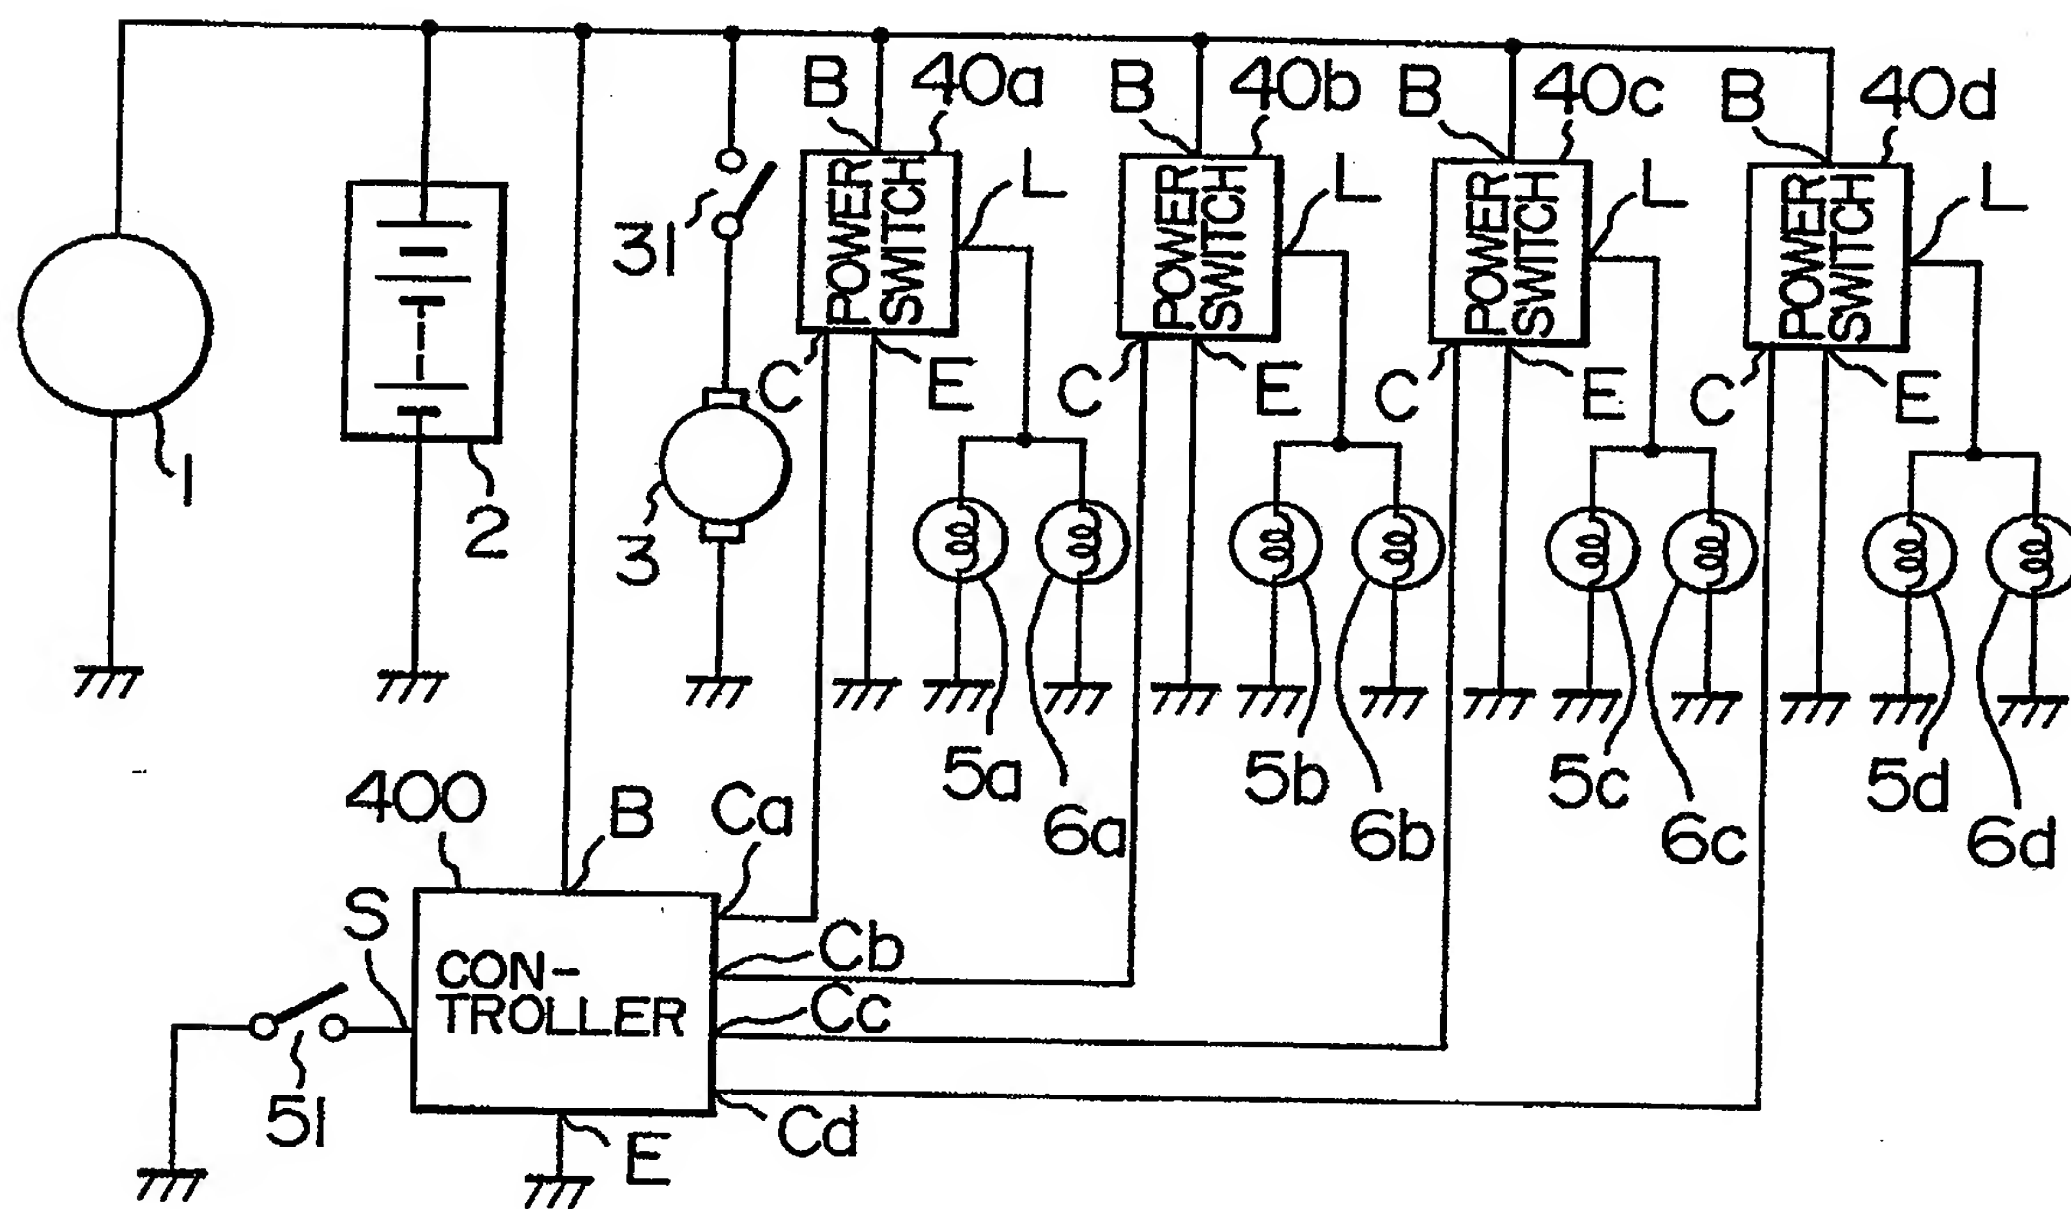 B 40a B 40b B 40c B 40d
L L L L
POWER SWITCH POWER SWITCH POWER SWITCH POWER SWITCH
31
C E C E C E C E
1 2 3
5a 5b 5c 5d
6a 6b 6c 6d
400 B Ca
S Cb
CON-
TROLLER
Cc
51 E Cd